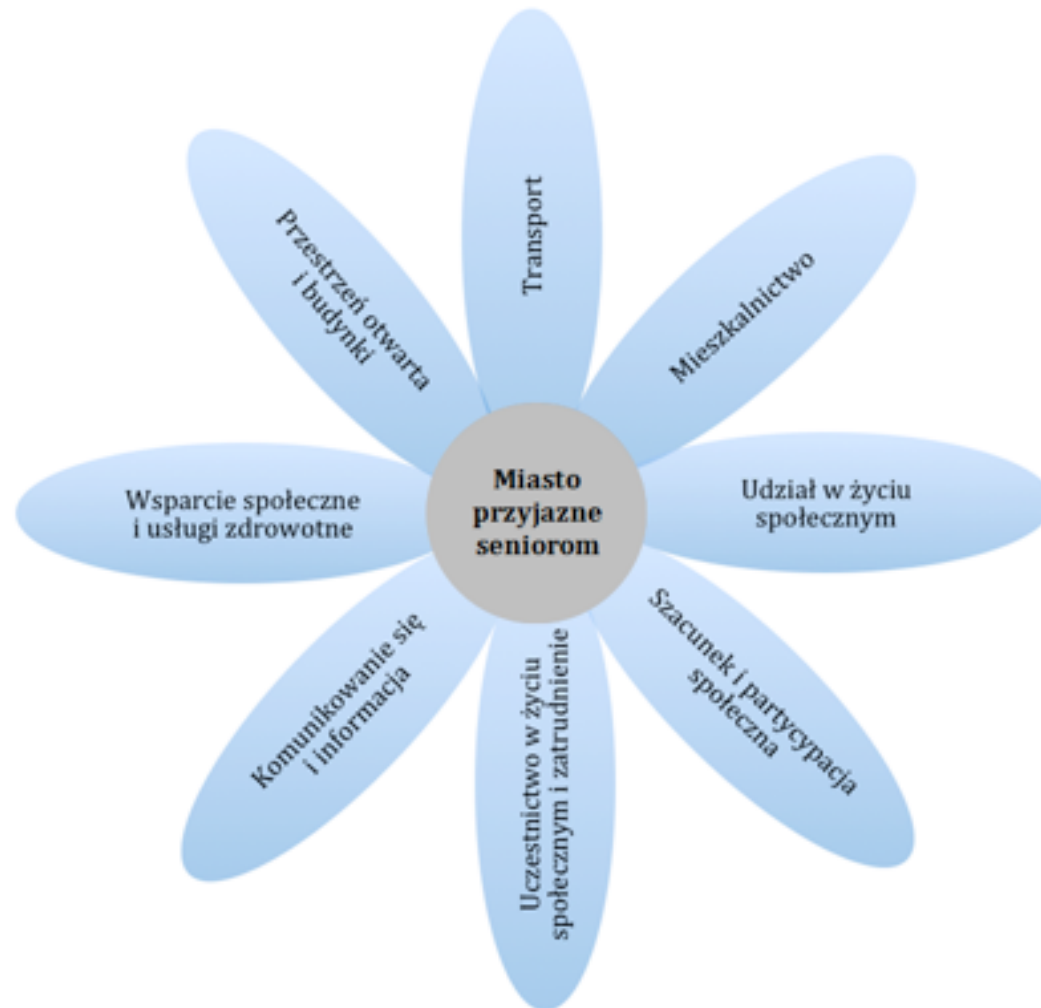 Transport
Mieszkalnictwo
Udział w życiu
społecznym
Szacunek i partycypacja
społeczna
Uczestnictwo w życiu
społecznym i zatrudnienie
Komunikowanie się
i informacja
Wsparcie społeczne
i usługi zdrowotne
Przestrzeń otwarta
i budynki
Miasto
przyjazne
seniorom